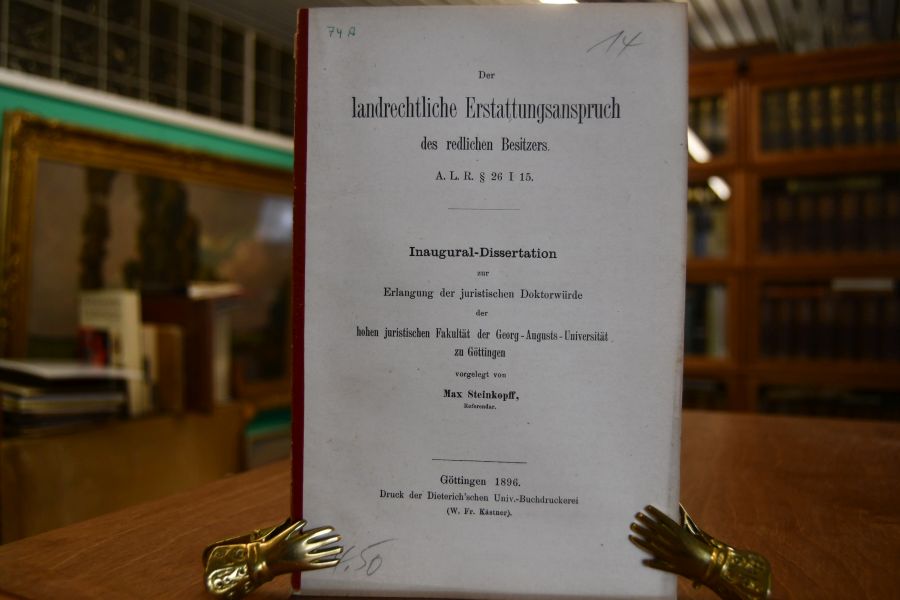 74 A
14
Der
landrechtliche Erstattungsanspruch
des redlichen Besitzers.
A. L. R. § 26 I 15.
Inaugural-Dissertation
zur
Erlangung der juristischen Doktorwürde
der
hohen juristischen Fakultät der Georg-Augusts-Universität
zu Göttingen
vorgelegt von
Max Steinkopff,
Referendar.
Göttingen 1896.
Druck der Dieterich'schen Univ.-Buchdruckerei
(W. Fr. Kästner).